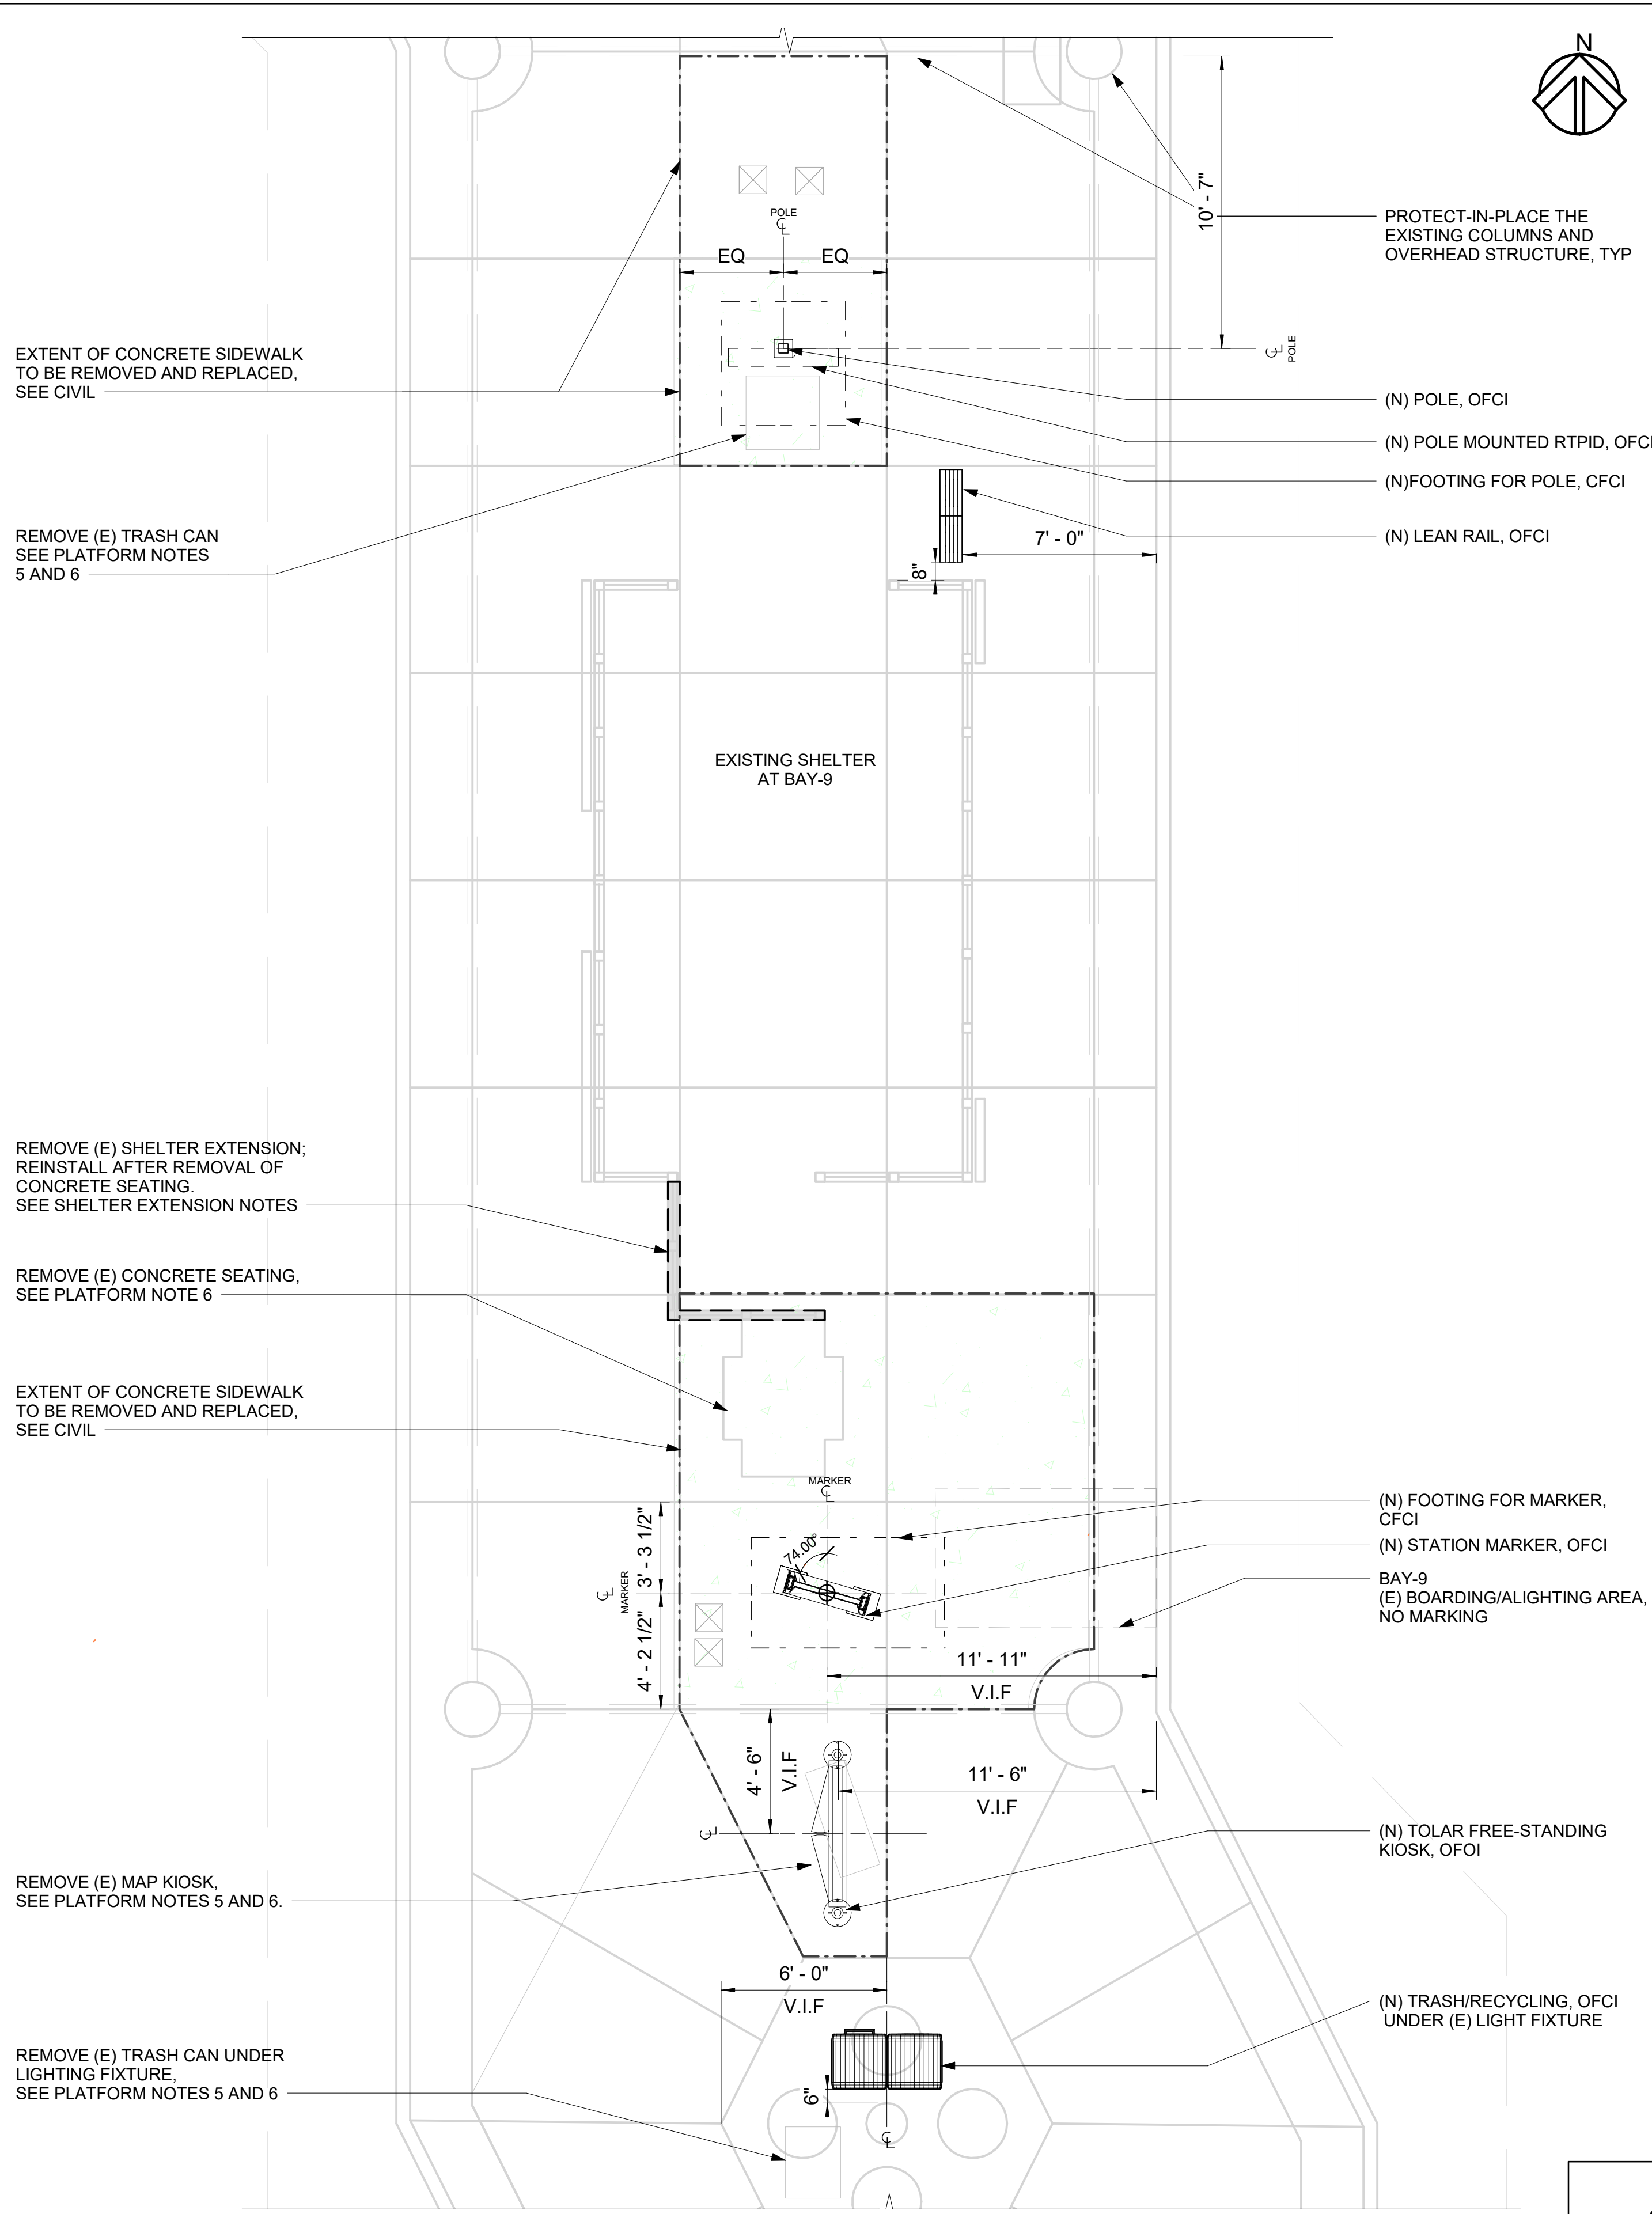 N
10' - 7"
PROTECT-IN-PLACE THE
EXISTING COLUMNS AND
OVERHEAD STRUCTURE, TYP
POLE
CL
EQ
EQ
CL
POLE
EXTENT OF CONCRETE SIDEWALK
TO BE REMOVED AND REPLACED,
SEE CIVIL
(N) POLE, OFCI
(N) POLE MOUNTED RTPID, OFCI
(N)FOOTING FOR POLE, CFCI
(N) LEAN RAIL, OFCI
REMOVE (E) TRASH CAN
SEE PLATFORM NOTES
5 AND 6
7' - 0"
8"
EXISTING SHELTER
AT BAY-9
REMOVE (E) SHELTER EXTENSION;
REINSTALL AFTER REMOVAL OF
CONCRETE SEATING.
SEE SHELTER EXTENSION NOTES
REMOVE (E) CONCRETE SEATING,
SEE PLATFORM NOTE 6
EXTENT OF CONCRETE SIDEWALK
TO BE REMOVED AND REPLACED,
SEE CIVIL
MARKER
CL
3' - 3 1/2"
74.00°
CL
MARKER
4' - 2 1/2"
(N) FOOTING FOR MARKER,
CFCI
(N) STATION MARKER, OFCI
BAY-9
(E) BOARDING/ALIGHTING AREA,
NO MARKING
11' - 11"
V.I.F
4' - 6"
V.I.F
11' - 6"
V.I.F
CL
(N) TOLAR FREE-STANDING
KIOSK, OFOI
REMOVE (E) MAP KIOSK,
SEE PLATFORM NOTES 5 AND 6.
6' - 0"
V.I.F
(N) TRASH/RECYCLING, OFCI
UNDER (E) LIGHT FIXTURE
REMOVE (E) TRASH CAN UNDER
LIGHTING FIXTURE,
SEE PLATFORM NOTES 5 AND 6
6"
CL